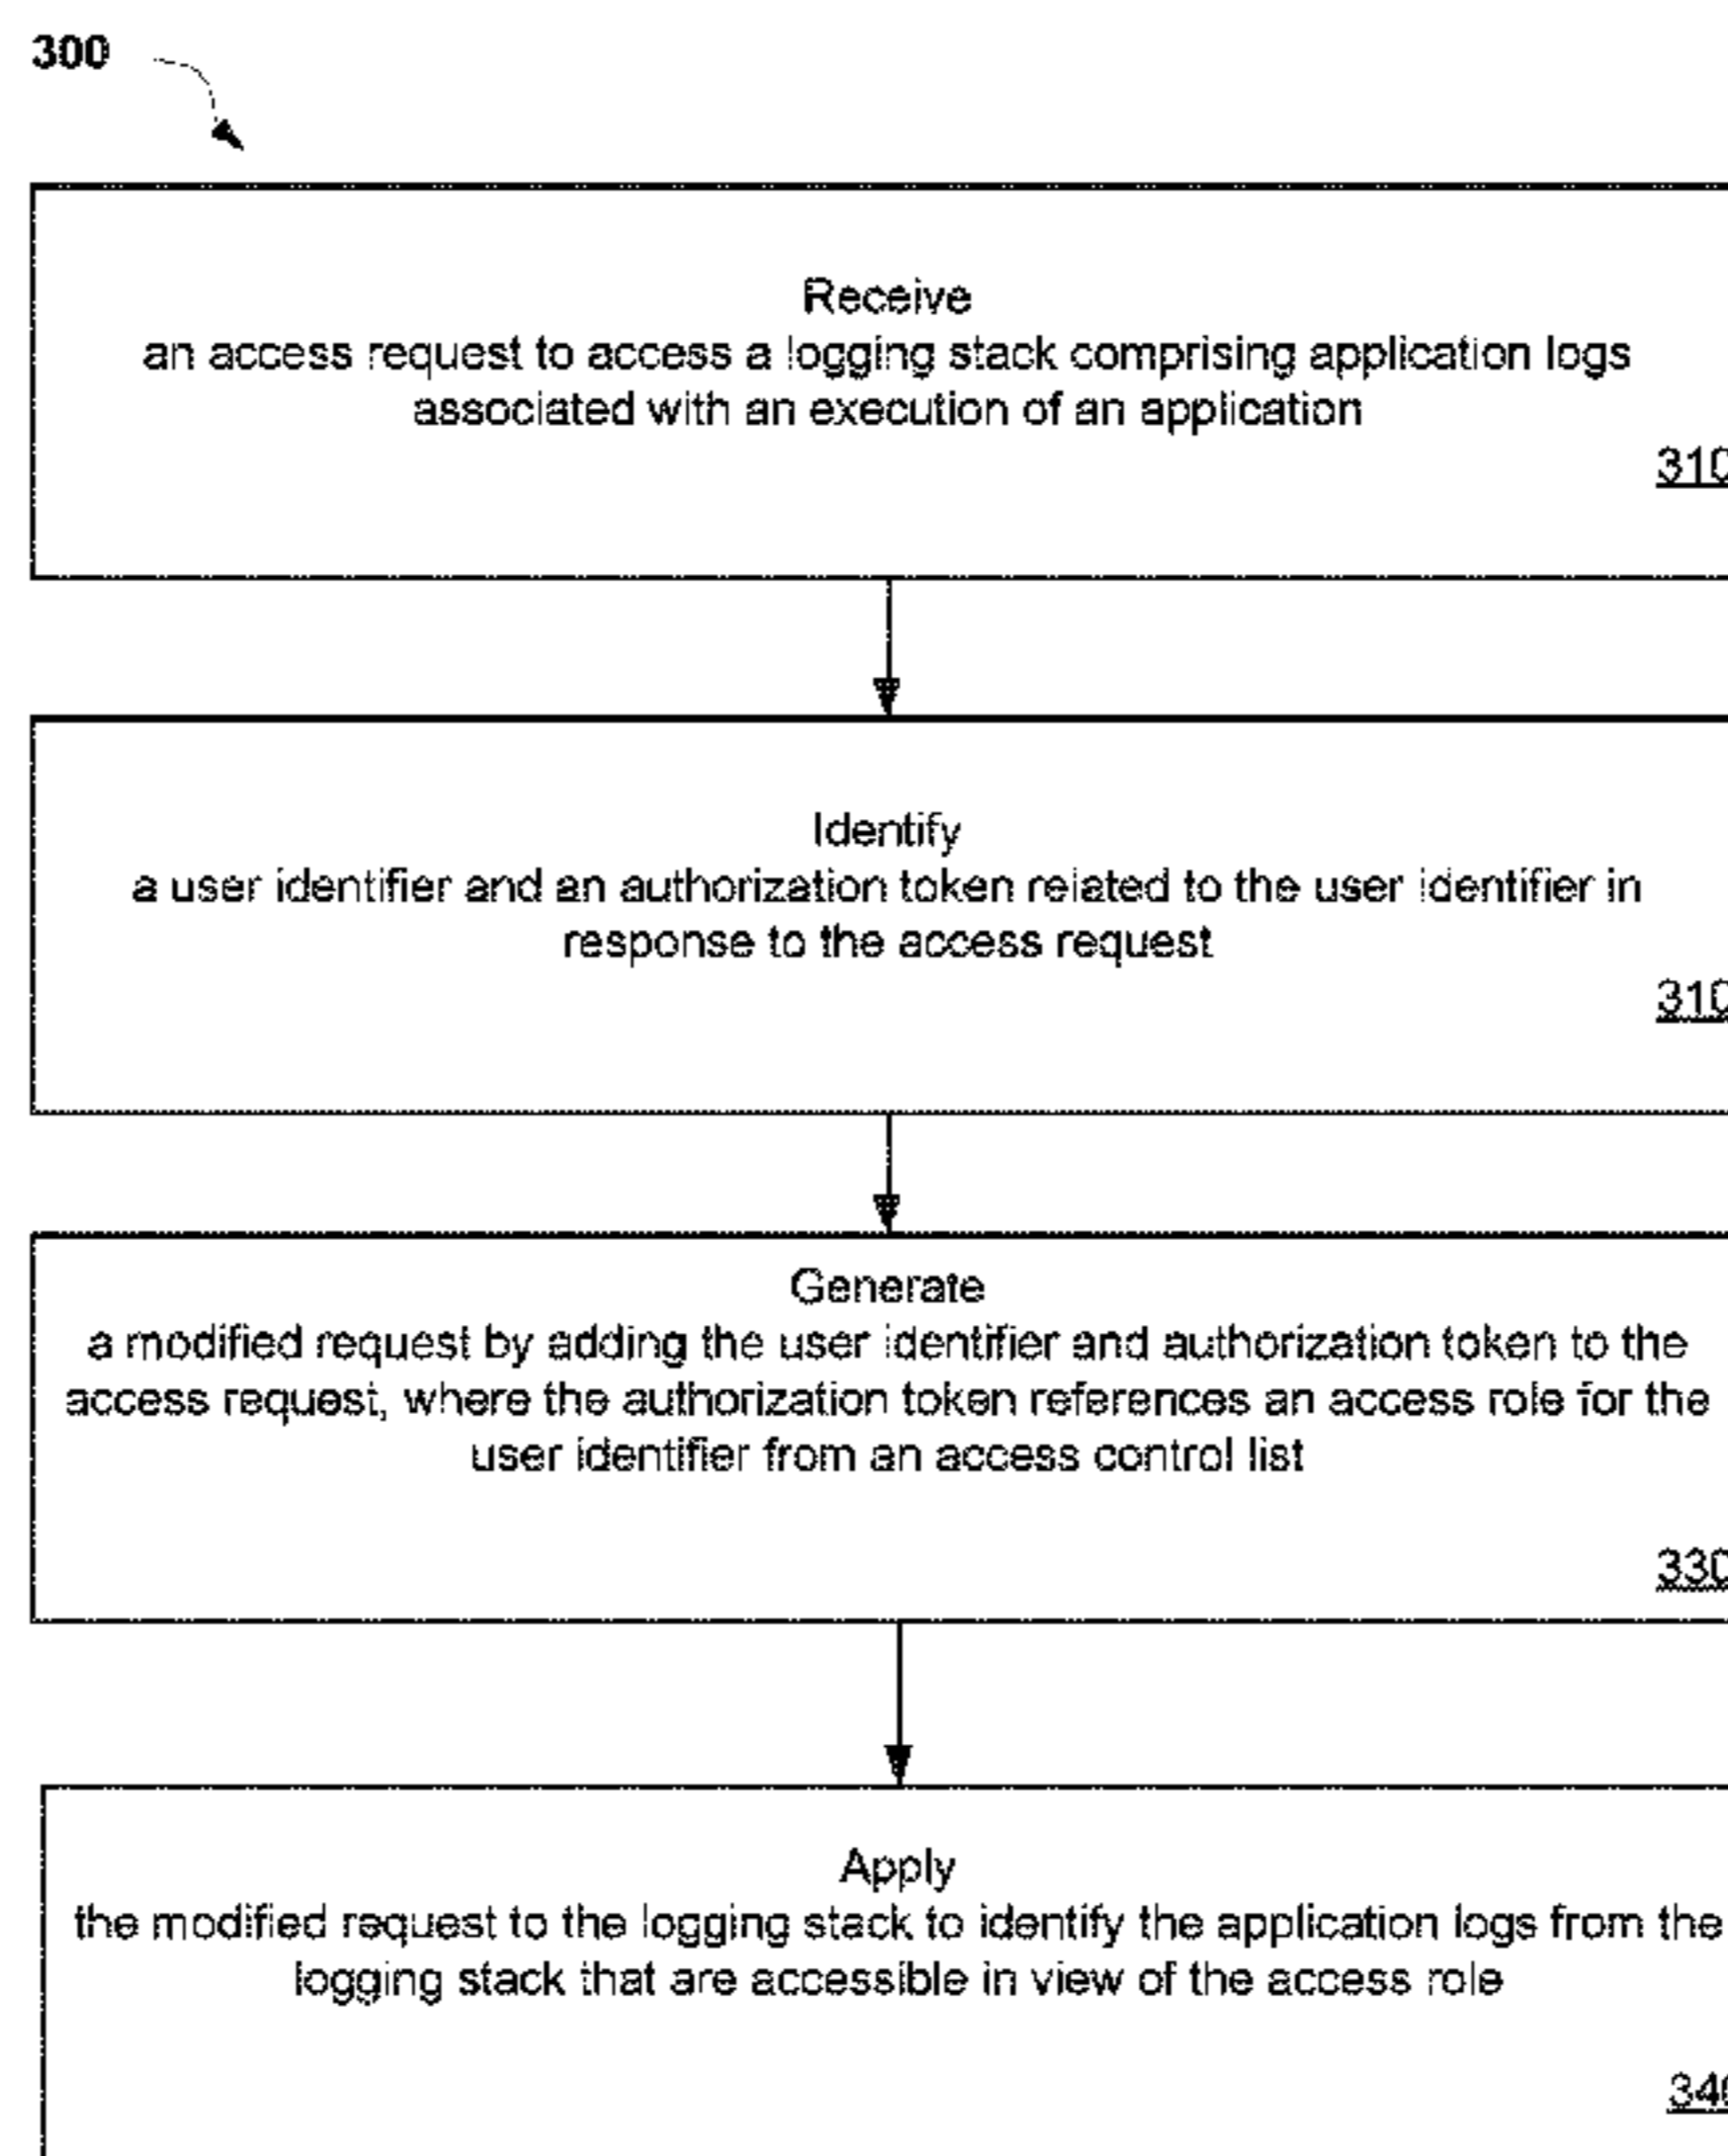 300
Receive
an access request to access a logging stack comprising application logs
associated with an execution of an application
310
Identify
a user identifier and an authorization token related to the user identifier in
response to the access request
310
Generate
a modified request by adding the user identifier and authorization token to the
access request, where the authorization token references an access role for the
user identifier from an access control list
330
Apply
the modified request to the logging stack to identify the application logs from the
logging stack that are accessible in view of the access role
340